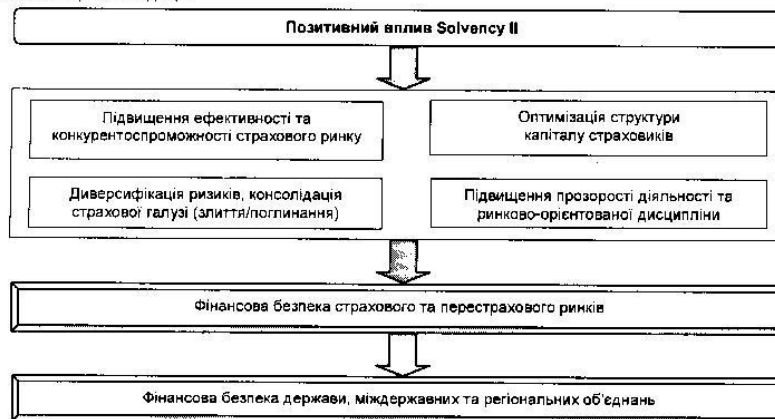 Позитивний вплив Solvency II
Підвищення ефективності та
конкурентоспроможності страхового ринку
Оптимізація структури
капіталу страховиків
Диверсифікація ризиків, консолідація
страхової галузі (злиття/поглинання)
Підвищення прозорості діяльності та
ринково-орієнтованої дисципліни
Фінансова безпека страхового та перестрахового ринків
Фінансова безпека держави, міждержавних та регіональних об'єднань